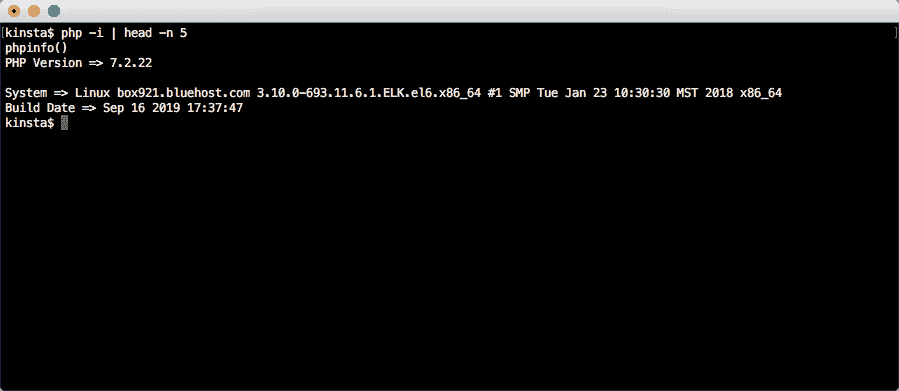 [kinsta$ php -i | head -n 5 ]
phpinfo()
PHP Version => 7.2.22
System => Linux box921.bluehost.com 3.10.0-693.11.6.1.ELK.el6.x86_64 #1 SMP Tue Jan 23 10:30:30 MST 2018 x86_64
Build Date => Sep 16 2019 17:37:47
kinsta$